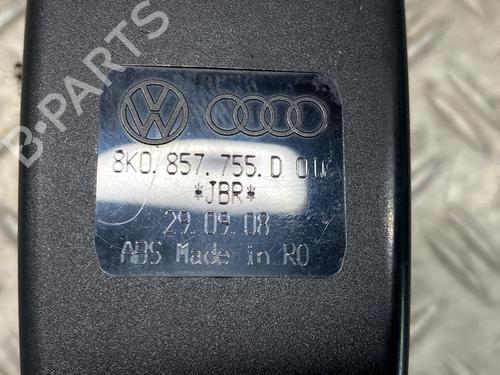 B-PARTS
8K0.857.755.D 01C
*JBR*
29.09.08
ABS Made in RO